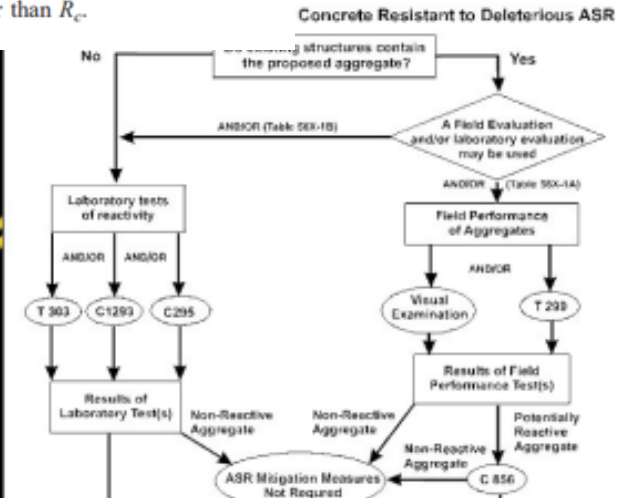 r than Rc.
Concrete Resistant to Deleterious ASR
structures contain
the proposed aggregate?
No
Yes
A Field Evaluation
and/or laboratory evaluation
may be used
AND/OR (Table 56X-1B)
AND/OR (Table 56X-1A)
Laboratory tests
of reactivity
Field Performance
of Aggregates
AND/OR AND/OR
AND/OR
T 303
C1293
C295
Visual
Examination
T 299
Results of
Laboratory Test(s)
Results of Field
Performance Test(s)
Non-Reactive
Aggregate
Non-Reactive
Aggregate
Potentially
Reactive
Aggregate
Non-Reactive
Aggregate
C 856
ASR Mitigation Measures
Not Required